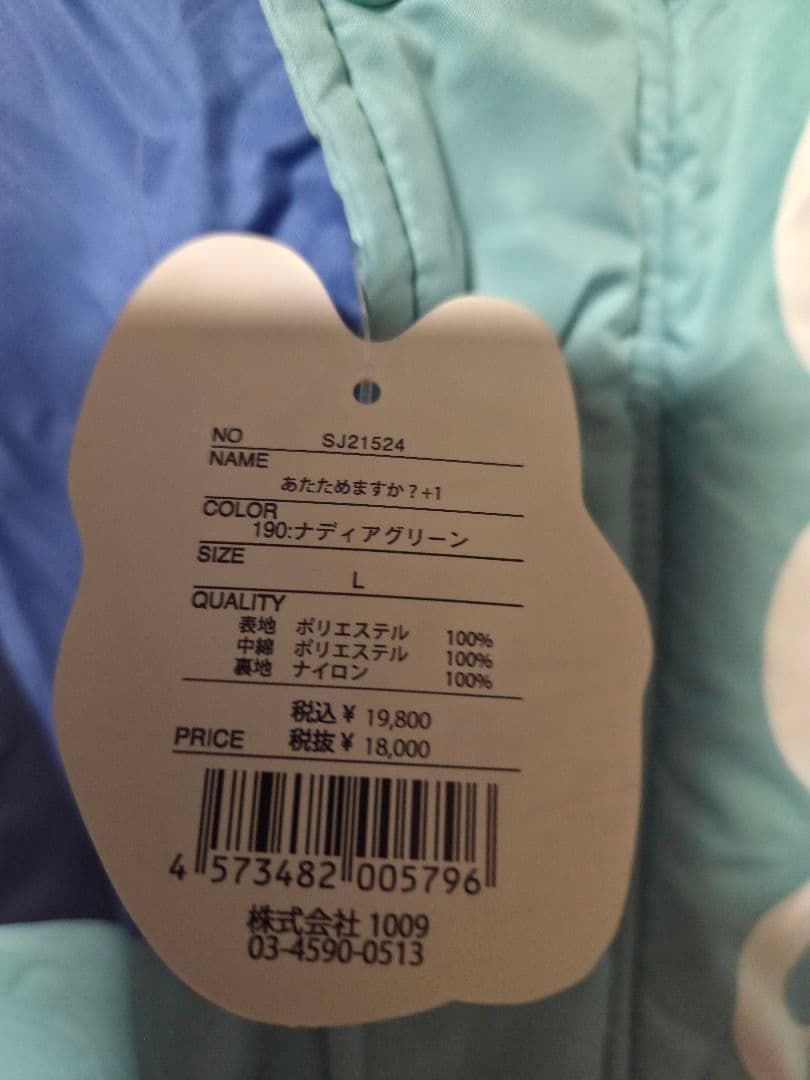 NO SJ21524
NAME
あたためますか？+1
COLOR
190:ナディアグリーン
SIZE
L
QUALITY
表地 ポリエステル 100%
中綿 ポリエステル 100%
裏地 ナイロン 100%
税込 ¥ 19,800
PRICE 税抜 ¥ 18,000
4 573482 005796
株式会社 1009
03-4590-0513